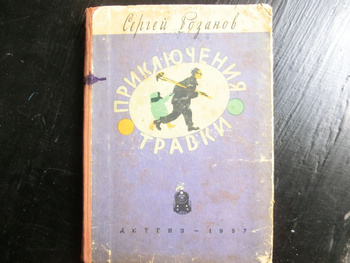 Сергей Розанов
ПРИКЛЮЧЕНИЯ
ТРАВКИ
ДЕТГИЗ — 1957